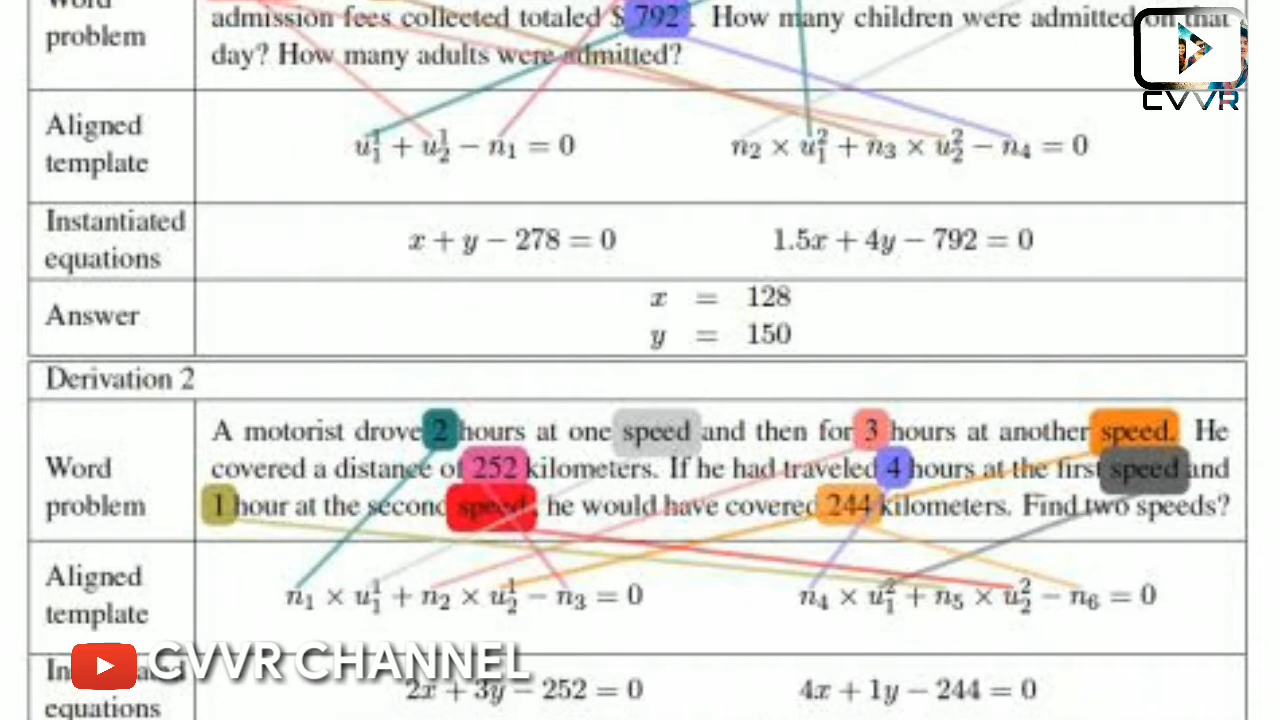 Word
problem
admission fees collected totaled $ 792 . How many children were admitted on that
day? How many adults were admitted?
CVVR
Aligned
template
u₁¹ + u₂¹ − n₁ = 0
n₂ × u₁² + n₃ × u₂² − n₄ = 0
Instantiated
equations
x + y − 278 = 0
1.5x + 4y − 792 = 0
Answer
x = 128
y = 150
Derivation 2
Word
problem
A motorist drove 2 hours at one speed and then for 3 hours at another speed. He
covered a distance of 252 kilometers. If he had traveled 4 hours at the first speed and
1 hour at the second speed, he would have covered 244 kilometers. Find two speeds?
Aligned
template
n₁ × u₁¹ + n₂ × u₂¹ − n₃ = 0
n₄ × u₁² + n₅ × u₂² − n₆ = 0
CVVR CHANNEL
equations
2x + 3y − 252 = 0
4x + 1y − 244 = 0